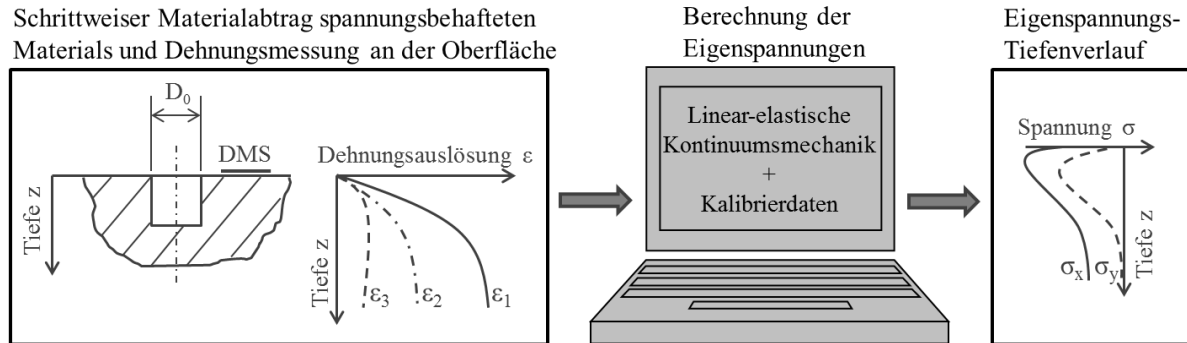 Schrittweiser Materialabtrag spannungsbehafteten
Materials und Dehnungsmessung an der Oberfläche
D₀
DMS
Tiefe z
Dehnungsauslösung ε
Tiefe z
ε₃
ε₂
ε₁
Berechnung der
Eigenspannungen
Linear-elastische
Kontinuumsmechanik
+
Kalibrierdaten
Eigenspannungs-
Tiefenverlauf
Spannung σ
Tiefe z
σₓ
σᵧ